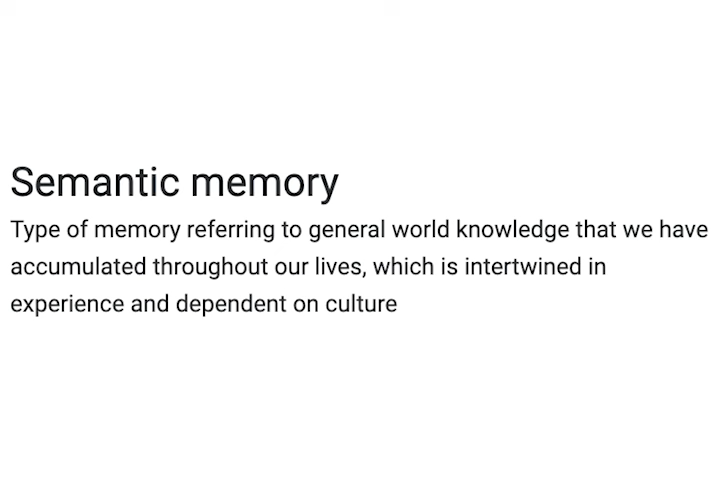 Semantic memory
Type of memory referring to general world knowledge that we have
accumulated throughout our lives, which is intertwined in
experience and dependent on culture